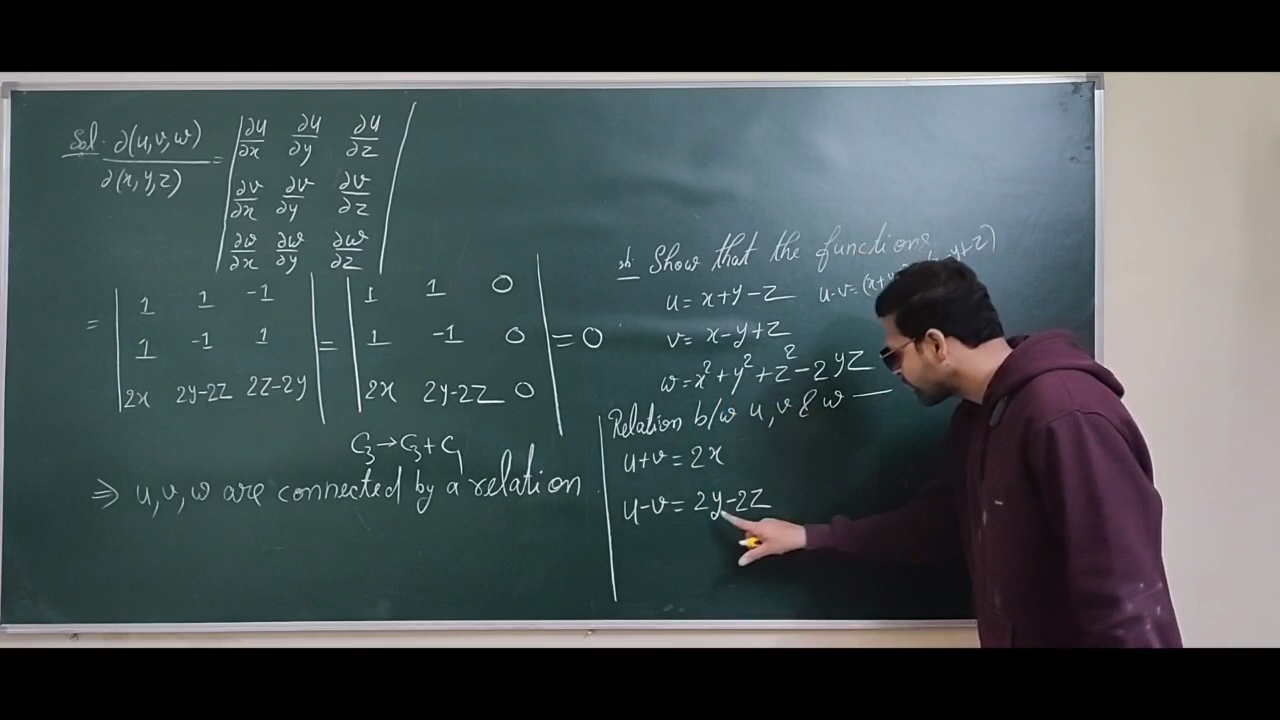 Sol. ∂(u,v,w)/∂(x,y,z) = | ∂u/∂x ∂u/∂y ∂u/∂z |
| ∂v/∂x ∂v/∂y ∂v/∂z |
| ∂w/∂x ∂w/∂y ∂w/∂z |
= | 1 1 -1 | = | 1 1 0 | = 0
| 1 -1 1 | | 1 -1 0 |
| 2x 2y-2z 2z-2y | | 2x 2y-2z 0 |
C₃→C₃+C₁
⇒ u,v,w are connected by a relation.
Show that the functions
u = x+y-z u-v=(x+y
v = x-y+z
w = x²+y²+z²-2yz
Relation b/w u, v & w —
u+v = 2x
u-v = 2y-2z